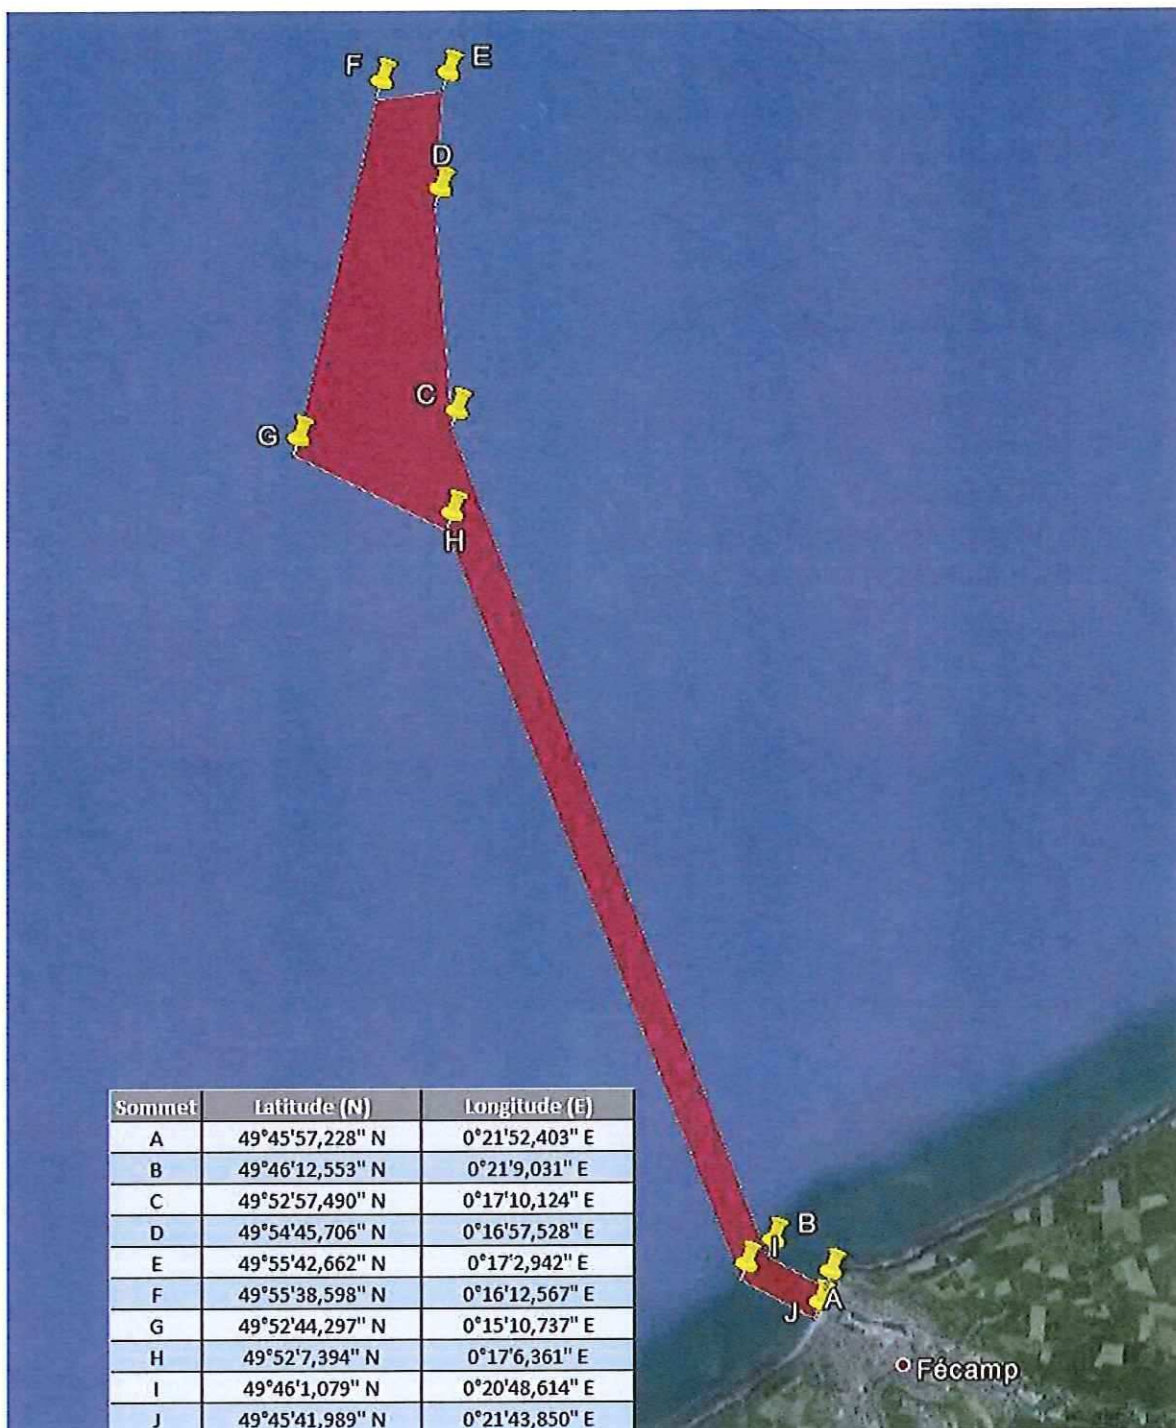 F
E
D
C
G
H
B
I
A
J
Fécamp
Sommet Latitude (N) Longitude (E)
A 49°45'57,228" N 0°21'52,403" E
B 49°46'12,553" N 0°21'9,031" E
C 49°52'57,490" N 0°17'10,124" E
D 49°54'45,706" N 0°16'57,528" E
E 49°55'42,662" N 0°17'2,942" E
F 49°55'38,598" N 0°16'12,567" E
G 49°52'44,297" N 0°15'10,737" E
H 49°52'7,394" N 0°17'6,361" E
I 49°46'1,079" N 0°20'48,614" E
J 49°45'41,989" N 0°21'43,850" E